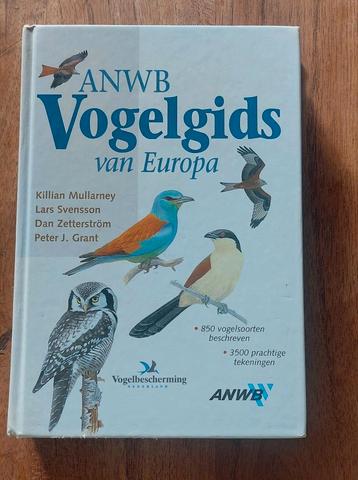 ANWB
Vogelgids
van Europa
Killian Mullarney
Lars Svensson
Dan Zetterström
Peter J. Grant
• 850 vogelsoorten
beschreven
• 3500 prachtige
tekeningen
Vogelbescherming
NEDERLAND
ANWB